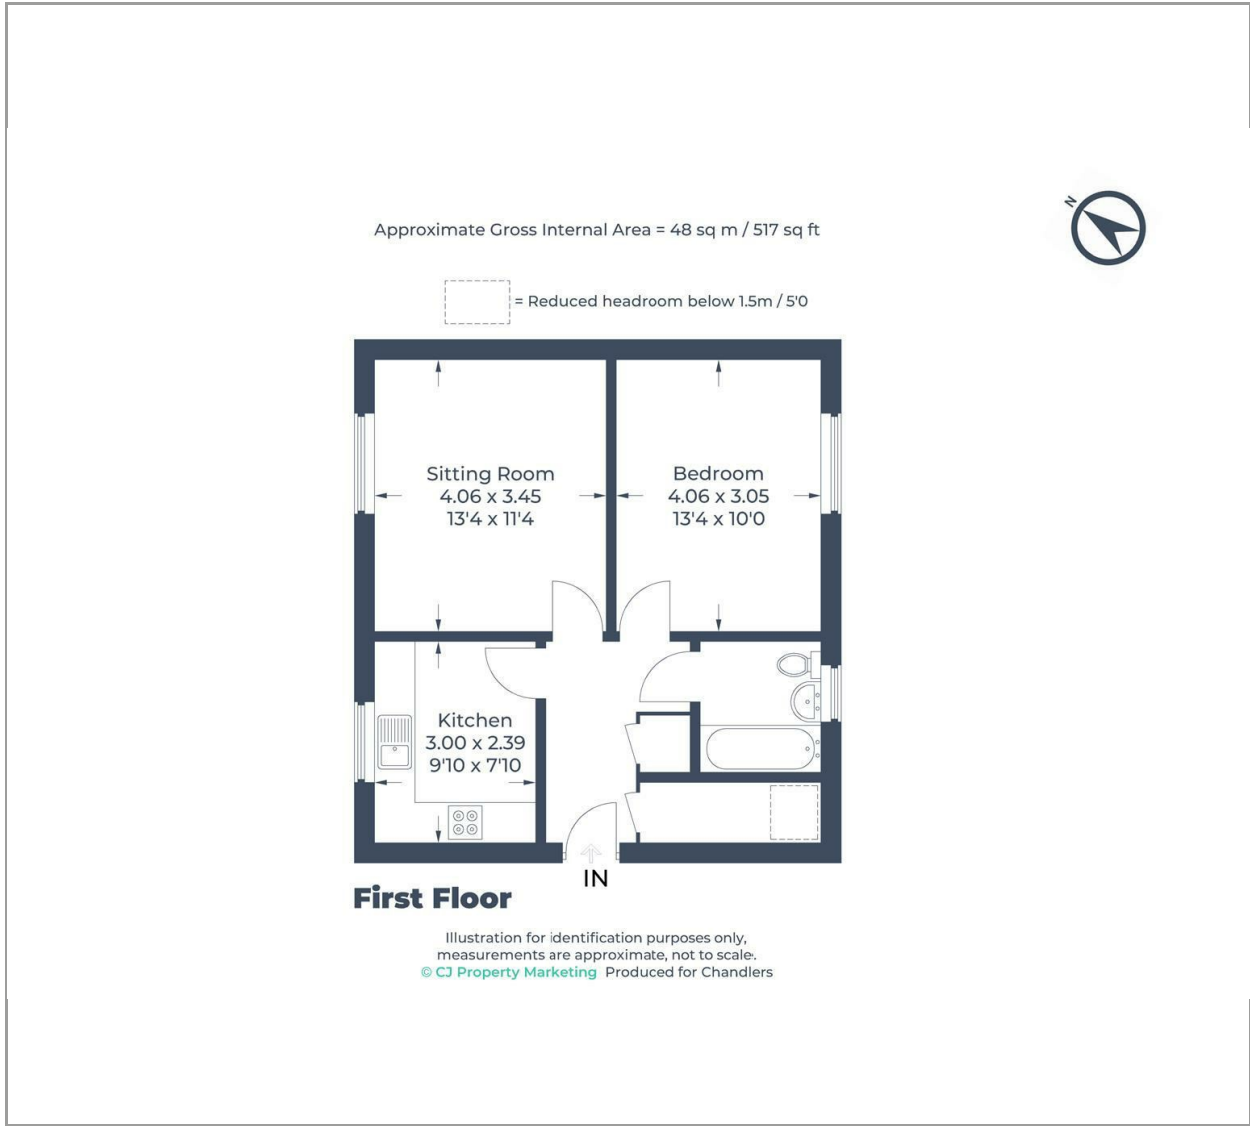 N
Approximate Gross Internal Area = 48 sq m / 517 sq ft
= Reduced headroom below 1.5m / 5'0
Sitting Room
4.06 x 3.45
13'4 x 11'4
Bedroom
4.06 x 3.05
13'4 x 10'0
Kitchen
3.00 x 2.39
9'10 x 7'10
IN
First Floor
Illustration for identification purposes only,
measurements are approximate, not to scale.
© CJ Property Marketing Produced for Chandlers